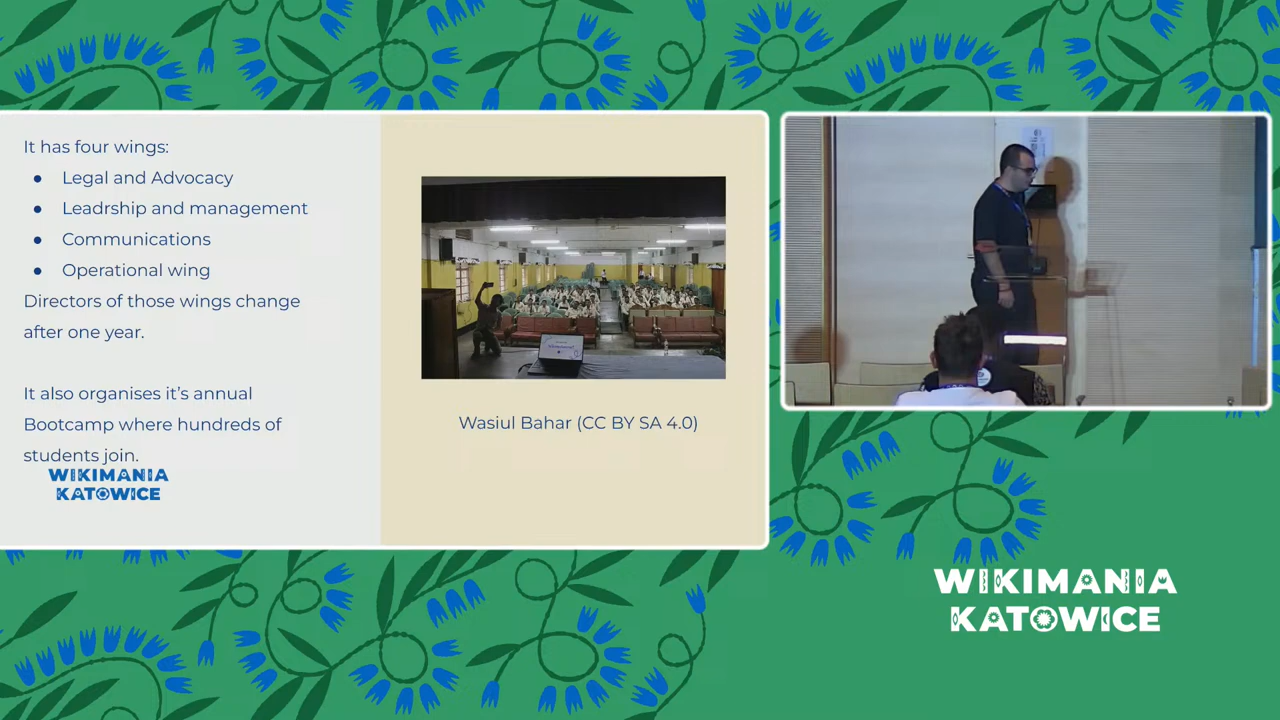 It has four wings:
● Legal and Advocacy
● Leadrship and management
● Communications
● Operational wing
Directors of those wings change
after one year.
It also organises it’s annual
Bootcamp where hundreds of
students join.
WIKIMANIA
KATOWICE
Wasiul Bahar (CC BY SA 4.0)
WIKIMANIA
KATOWICE